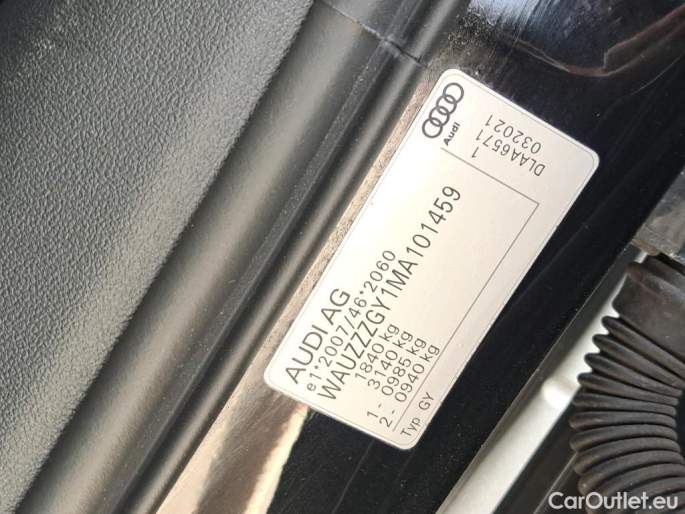 AUDI AG
e1*2007/46*2060
WAUZZZGY1MA101459
1840 kg
3140 kg
1 - 0985 kg
2 - 0940 kg
Typ GY
Audi
1
DLAA6571
032021
CarOutlet.eu